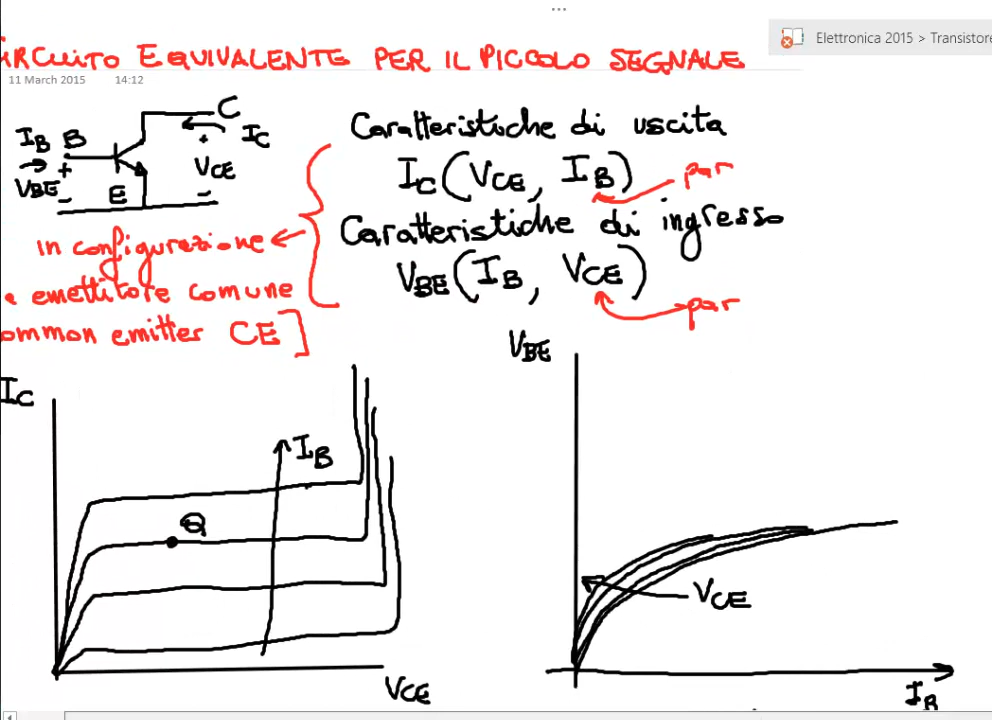 CIRCUITO EQUIVALENTE PER IL PICCOLO SEGNALE
Elettronica 2015 > Transistore
11 March 2015 14:12
C
IB B IC
+ +
VBE VCE
- E -
Caratteristiche di uscita
IC(VCE, IB) par
Caratteristiche di ingresso
VBE(IB, VCE)
par
in configurazione
a emettitore comune
ommon emitter CE]
VBE
IC
IB
Q
VCE
VCE
IB